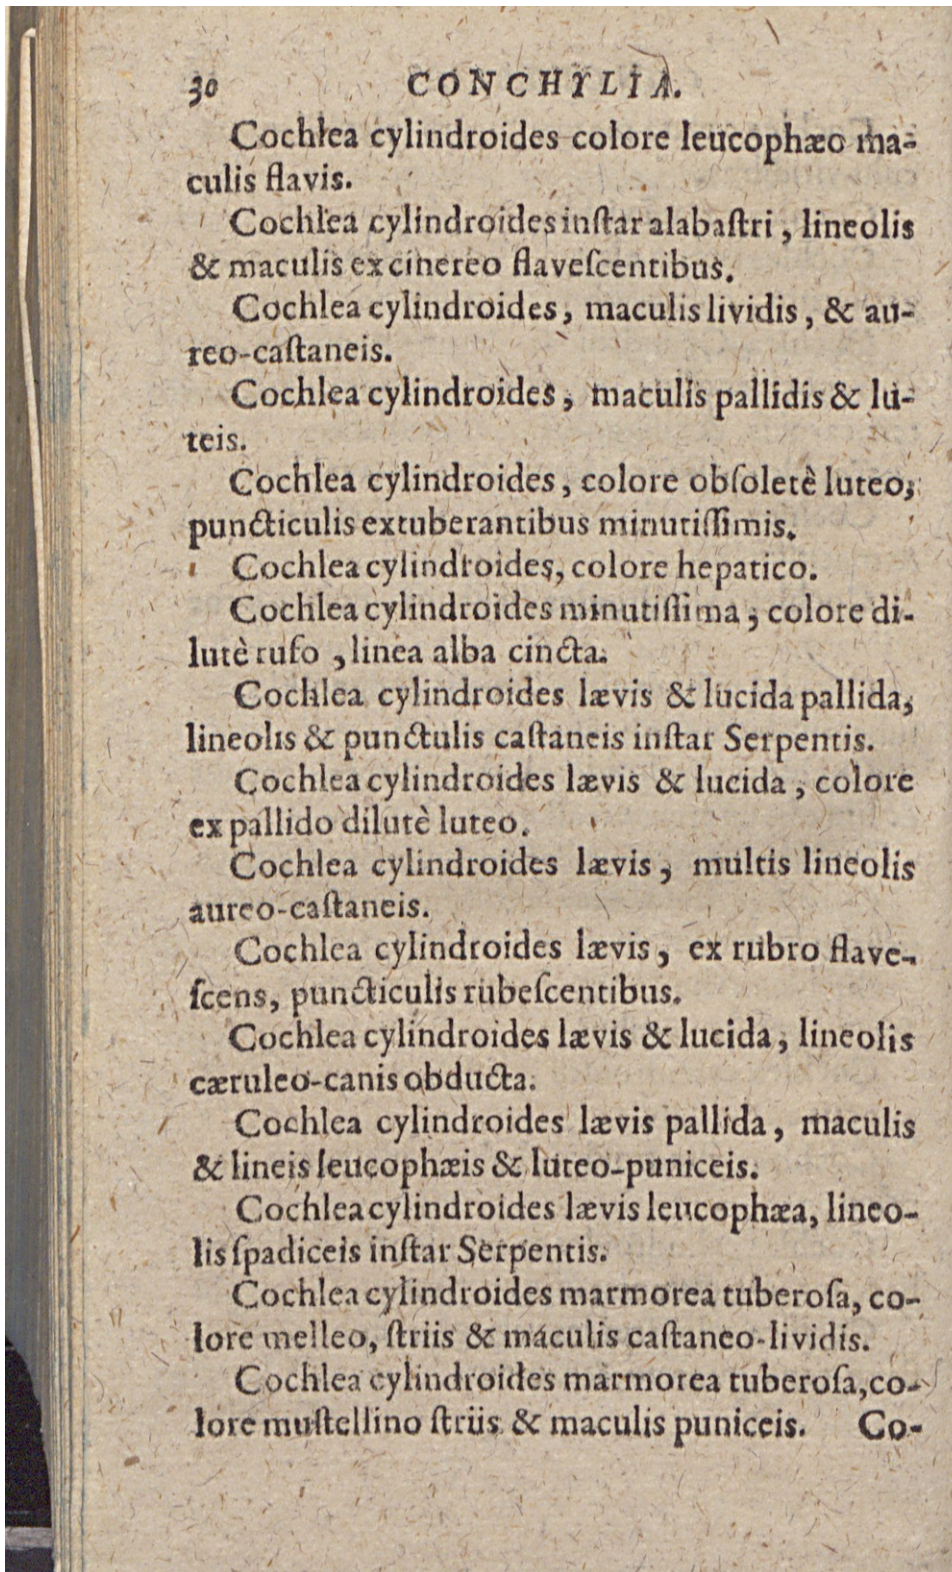 30 CONCHYLIA.
Cochlea cylindroides colore leucophæo ma-
culis flavis.
Cochlea cylindroides inſtar alabaſtri, lineolis
& maculis ex cinereo flaveſcentibus.
Cochlea cylindroides, maculis lividis, & au-
reo-caſtaneis.
Cochlea cylindroides, maculis pallidis & lu-
teis.
Cochlea cylindroides, colore obſoletè luteo,
puncticulis extuberantibus minutiſſimis.
Cochlea cylindroides, colore hepatico.
Cochlea cylindroides minutiſſima, colore di-
lutè rufo, linea alba cincta.
Cochlea cylindroides lævis & lucida pallida,
lineolis & punctulis caſtaneis inſtar Serpentis.
Cochlea cylindroides lævis & lucida, colore
ex pallido dilutè luteo.
Cochlea cylindroides lævis, multis lineolis
aureo-caſtaneis.
Cochlea cylindroides lævis, ex rubro flave-
ſcens, puncticulis rubeſcentibus.
Cochlea cylindroides lævis & lucida, lineolis
cæruleo-canis obducta.
Cochlea cylindroides lævis pallida, maculis
& lineis leucophæis & luteo-puniceis.
Cochlea cylindroides lævis leucophæa, lineo-
lis ſpadiceis inſtar Serpentis.
Cochlea cylindroides marmorea tuberoſa, co-
lore melleo, ſtriis & maculis caſtaneo-lividis.
Cochlea cylindroides marmorea tuberoſa, co-
lore muſtellino ſtriis & maculis puniceis. Co-